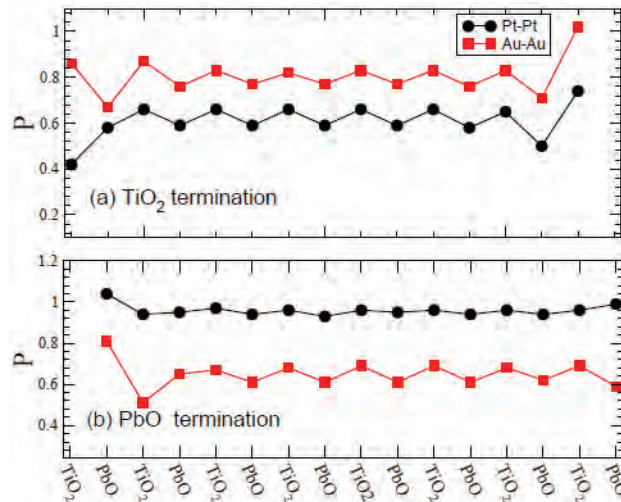 1
0.8
0.6
0.4
0.2
P
Pt-Pt
Au-Au
(a) TiO₂ termination
1.2
1
0.8
0.6
0.4
P
(b) PbO termination
TiO₂
PbO
TiO₂
PbO
TiO₂
PbO
TiO₂
PbO
TiO2
PbO
TiO₂
PbO
TiO₂
PbO
TiO₂
PbO